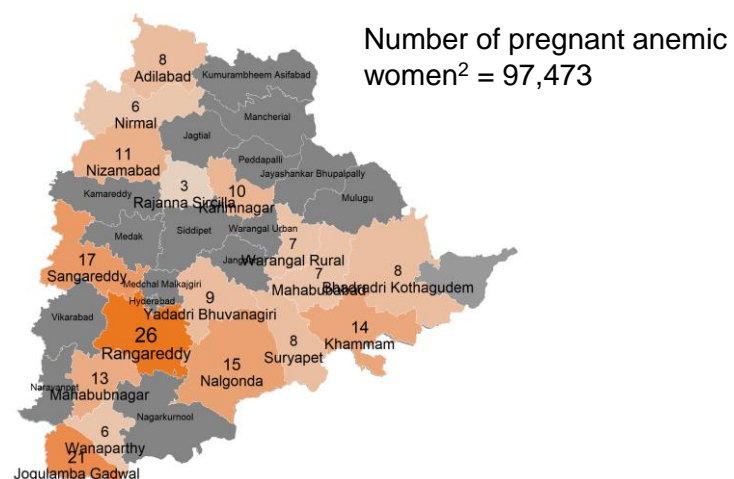 Number of pregnant anemic
women² = 97,473
8
Adilabad
Kumurambheem Asifabad
6
Nirmal
Mancherial
Jagtial
11
Nizamabad
Peddapalli
Jayashankar Bhupalpally
3
Rajanna Sircilla
10
Karimnagar
Kamareddy
Mulugu
Medak
Siddipet
Warangal Urban
7
Warangal Rural
Jangaon
17
Sangareddy
7
Mahabubabad
8
Bhadradri Kothagudem
Medchal Malkajgiri
Hyderabad
9
Yadadri Bhuvanagiri
Vikarabad
26
Rangareddy
14
Khammam
8
Suryapet
15
Nalgonda
13
Mahabubnagar
Narayanpet
Nagarkurnool
6
Wanaparthy
21
Jogulamba Gadwal